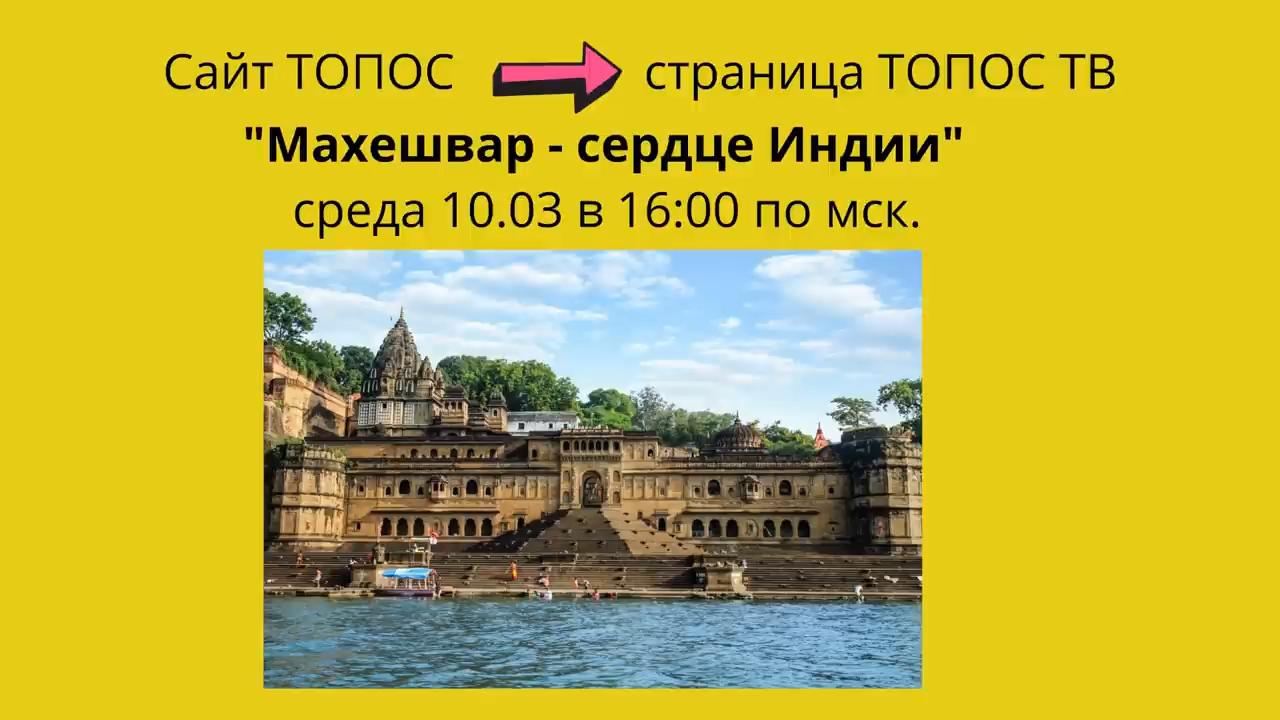 Сайт ТОПОС страница ТОПОС ТВ
"Махешвар - сердце Индии"
среда 10.03 в 16:00 по мск.